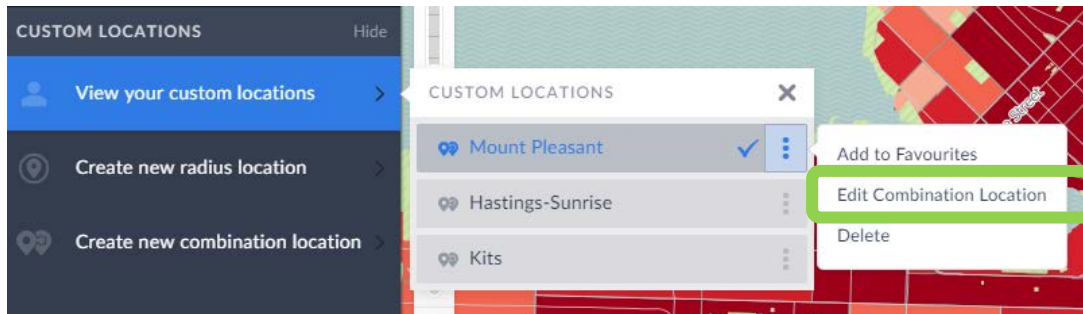 CUSTOM LOCATIONS Hide
View your custom locations
Create new radius location
Create new combination location
CUSTOM LOCATIONS
Mount Pleasant
Hastings-Sunrise
Kits
Add to Favourites
Edit Combination Location
Delete
Street